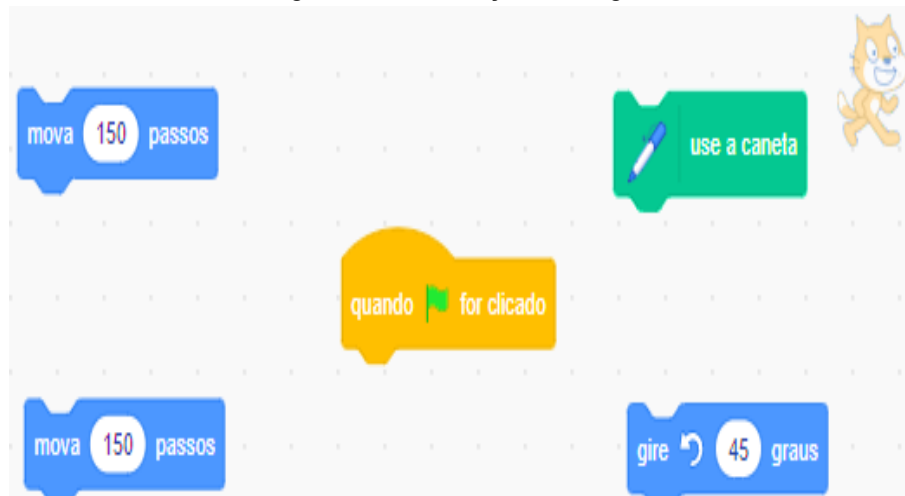 mova 150 passos
use a caneta
quando for clicado
mova 150 passos
gire 45 graus